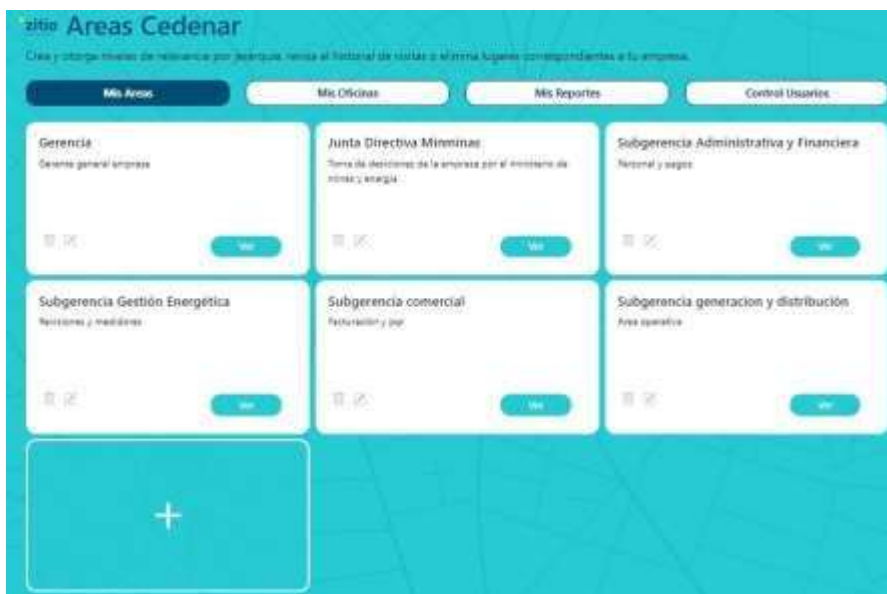 zitio Areas Cedenar
Crea y otorga niveles de relevancia por jerarquia, revisa el historial de visitas o elimina lugares correspondientes a tu empresa.
Mis Areas
Mis Oficinas
Mis Reportes
Control Usuarios
Gerencia
Gerente general empresa
Ver
Junta Directiva Minminas
Toma de decisiones de la empresa por el ministerio de
minas y energia
Ver
Subgerencia Administrativa y Financiera
Personal y pagos
Ver
Subgerencia Gestión Energética
Revisiones y medidores
Ver
Subgerencia comercial
Facturación y pqr
Ver
Subgerencia generacion y distribución
Area operativa
Ver
+